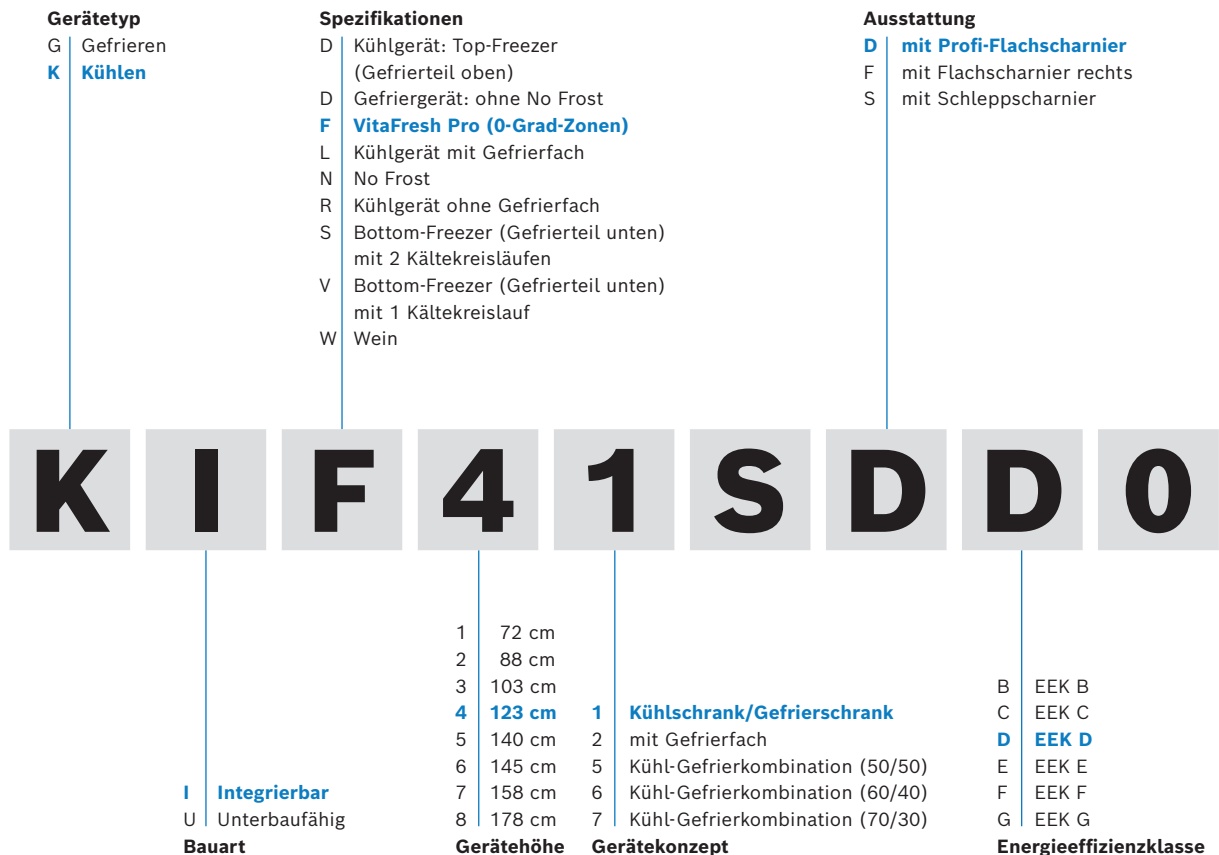 Gerätetyp
G Gefrieren
K Kühlen
Spezifikationen
D Kühlgerät: Top-Freezer
(Gefrierteil oben)
D Gefriergerät: ohne No Frost
F VitaFresh Pro (0-Grad-Zonen)
L Kühlgerät mit Gefrierfach
N No Frost
R Kühlgerät ohne Gefrierfach
S Bottom-Freezer (Gefrierteil unten)
mit 2 Kältekreisläufen
V Bottom-Freezer (Gefrierteil unten)
mit 1 Kältekreislauf
W Wein
Ausstattung
D mit Profi-Flachscharnier
F mit Flachscharnier rechts
S mit Schleppscharnier
K I F 4 1 S D D 0
I Integrierbar
U Unterbaufähig
Bauart
1 72 cm
2 88 cm
3 103 cm
4 123 cm
5 140 cm
6 145 cm
7 158 cm
8 178 cm
Gerätehöhe
1 Kühlschrank/Gefrierschrank
2 mit Gefrierfach
5 Kühl-Gefrierkombination (50/50)
6 Kühl-Gefrierkombination (60/40)
7 Kühl-Gefrierkombination (70/30)
Gerätekonzept
B EEK B
C EEK C
D EEK D
E EEK E
F EEK F
G EEK G
Energieeffizienzklasse